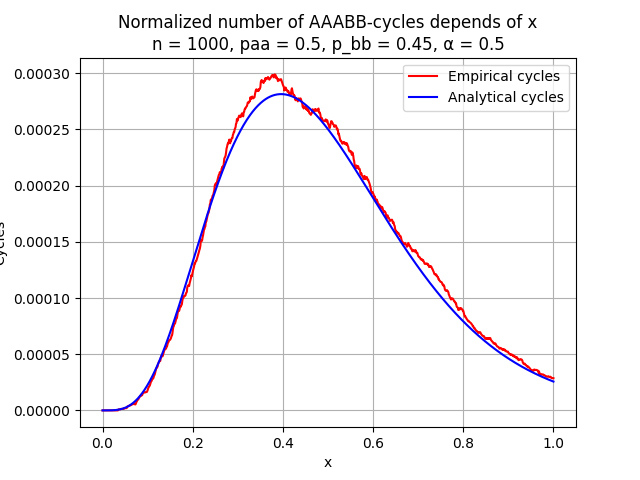 Normalized number of AAABB-cycles depends of x
n = 1000, paa = 0.5, p_bb = 0.45, α = 0.5
Empirical cycles
Analytical cycles
0.00030
0.00025
0.00020
0.00015
0.00010
0.00005
0.00000
Cycles
0.0 0.2 0.4 0.6 0.8 1.0
x